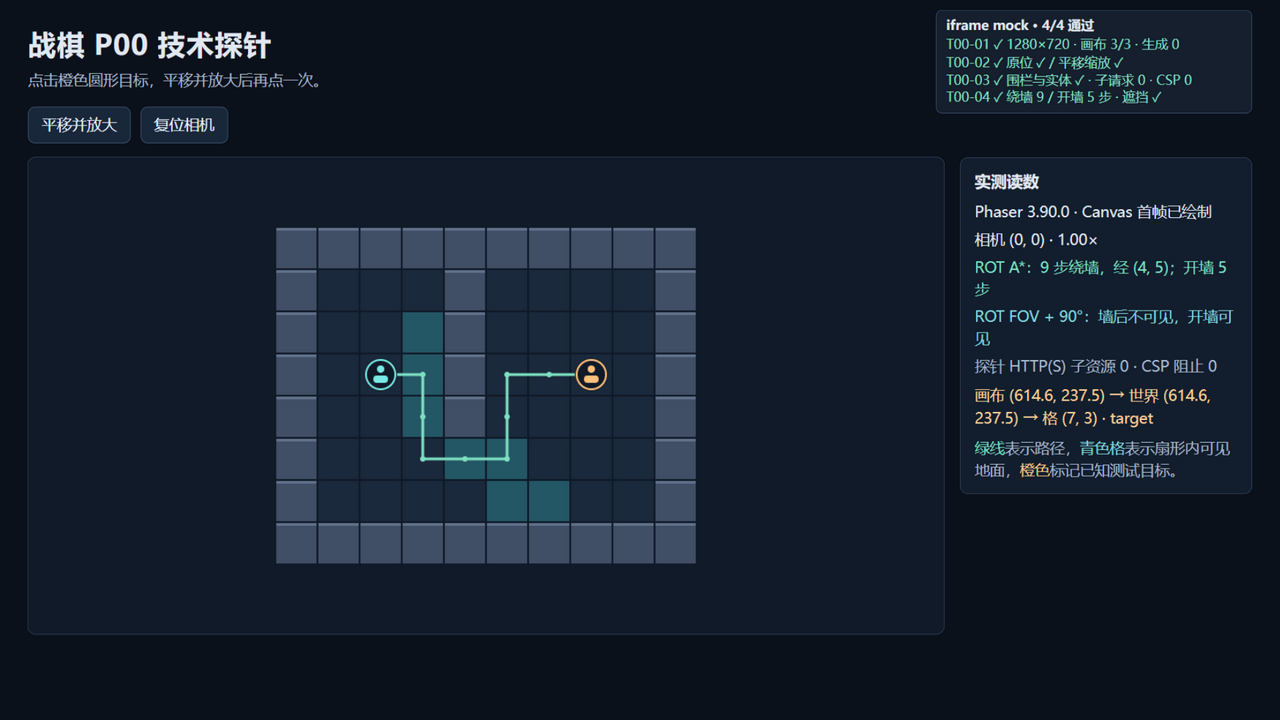 战棋 P00 技术探针
点击橙色圆形目标，平移并放大后再点一次。
平移并放大
复位相机
iframe mock • 4/4 通过
T00-01 ✓ 1280×720 · 画布 3/3 · 生成 0
T00-02 ✓ 原位 ✓ / 平移缩放 ✓
T00-03 ✓ 围栏与实体 ✓ · 子请求 0 · CSP 0
T00-04 ✓ 绕墙 9 / 开墙 5 步 · 遮挡 ✓
实测读数
Phaser 3.90.0 · Canvas 首帧已绘制
相机 (0, 0) · 1.00×
ROT A*：9 步绕墙，经 (4, 5)；开墙 5
步
ROT FOV + 90°：墙后不可见，开墙可
见
探针 HTTP(S) 子资源 0 · CSP 阻止 0
画布 (614.6, 237.5) → 世界 (614.6,
237.5) → 格 (7, 3) · target
绿线表示路径，青色格表示扇形内可见
地面，橙色标记已知测试目标。